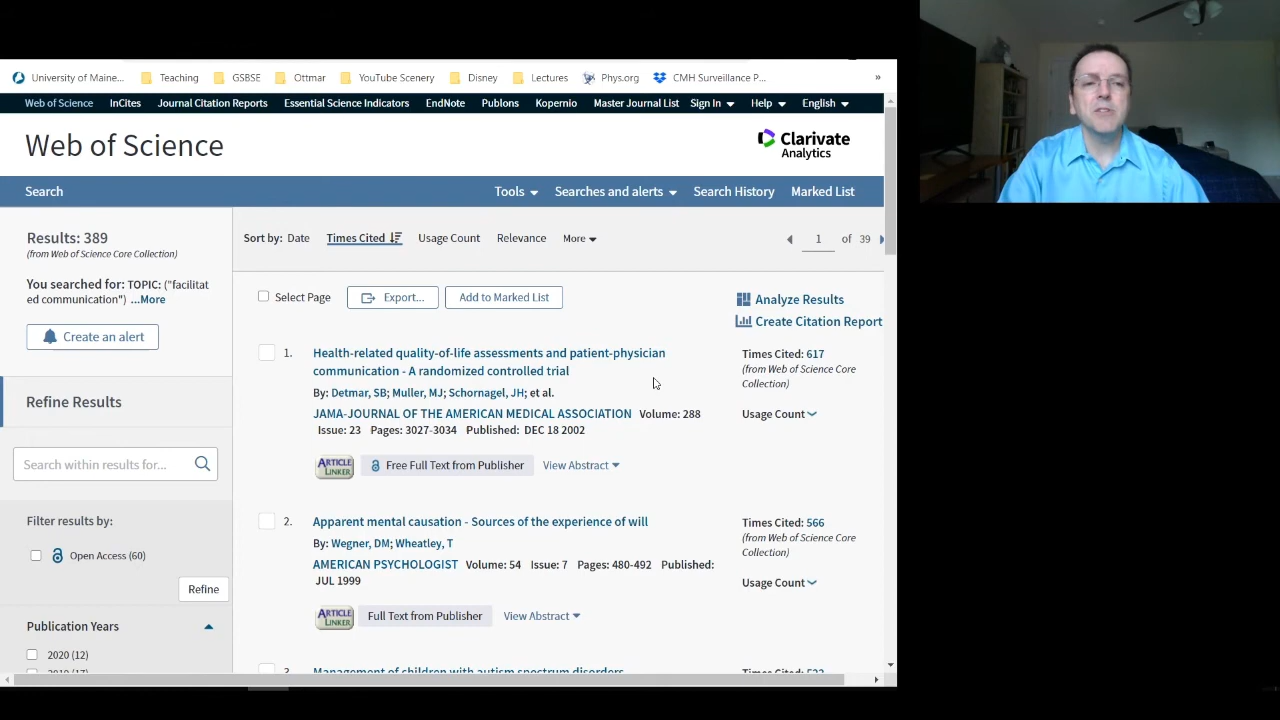 University of Maine... Teaching GSBSE Ottmar YouTube Scenery Disney Lectures Phys.org CMH Surveillance P... »
Web of Science InCites Journal Citation Reports Essential Science Indicators EndNote Publons Kopernio Master Journal List Sign In Help English
Web of Science
Clarivate
Analytics
Search Tools Searches and alerts Search History Marked List
Results: 389
(from Web of Science Core Collection)
You searched for: TOPIC: ("facilitat
ed communication") ...More
Create an alert
Refine Results
Search within results for...
Filter results by:
Open Access (60)
Refine
Publication Years
2020 (12)
Sort by: Date Times Cited Usage Count Relevance More
1 of 39
Select Page Export... Add to Marked List
Analyze Results
Create Citation Report
1. Health-related quality-of-life assessments and patient-physician
communication - A randomized controlled trial
By: Detmar, SB; Muller, MJ; Schornagel, JH; et al.
JAMA-JOURNAL OF THE AMERICAN MEDICAL ASSOCIATION Volume: 288
Issue: 23 Pages: 3027-3034 Published: DEC 18 2002
ARTICLE
LINKER
Free Full Text from Publisher View Abstract
Times Cited: 617
(from Web of Science Core
Collection)
Usage Count
2. Apparent mental causation - Sources of the experience of will
By: Wegner, DM; Wheatley, T
AMERICAN PSYCHOLOGIST Volume: 54 Issue: 7 Pages: 480-492 Published:
JUL 1999
ARTICLE
LINKER
Full Text from Publisher View Abstract
Times Cited: 566
(from Web of Science Core
Collection)
Usage Count
Management of children with autism spectrum disorders